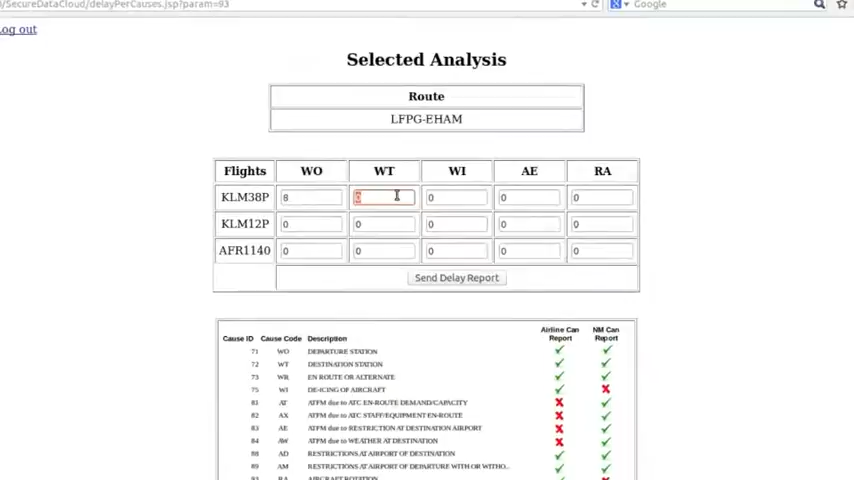 /SecureDataCloud/delayPerCauses.jsp?param=93 Google
og out
Selected Analysis
Route
LFPG-EHAM
Flights WO WT WI AE RA
KLM38P 8 0 0 0 0
KLM12P 0 0 0 0 0
AFR1140 0 0 0 0 0
Send Delay Report
Cause ID Cause Code Description Airline Can Report NM Can Report
71 WO DEPARTURE STATION
72 WT DESTINATION STATION
73 WR EN ROUTE OR ALTERNATE
75 WI DE-ICING OF AIRCRAFT
81 AT ATFM due to ATC EN-ROUTE DEMAND/CAPACITY
82 AX ATFM due to ATC STAFF/EQUIPMENT EN-ROUTE
83 AE ATFM due to RESTRICTION AT DESTINATION AIRPORT
84 AW ATFM due to WEATHER AT DESTINATION
88 AD RESTRICTIONS AT AIRPORT OF DESTINATION
89 AM RESTRICTIONS AT AIRPORT OF DEPARTURE WITH OR WITHO..
93 RA AIRCRAFT ROTATION